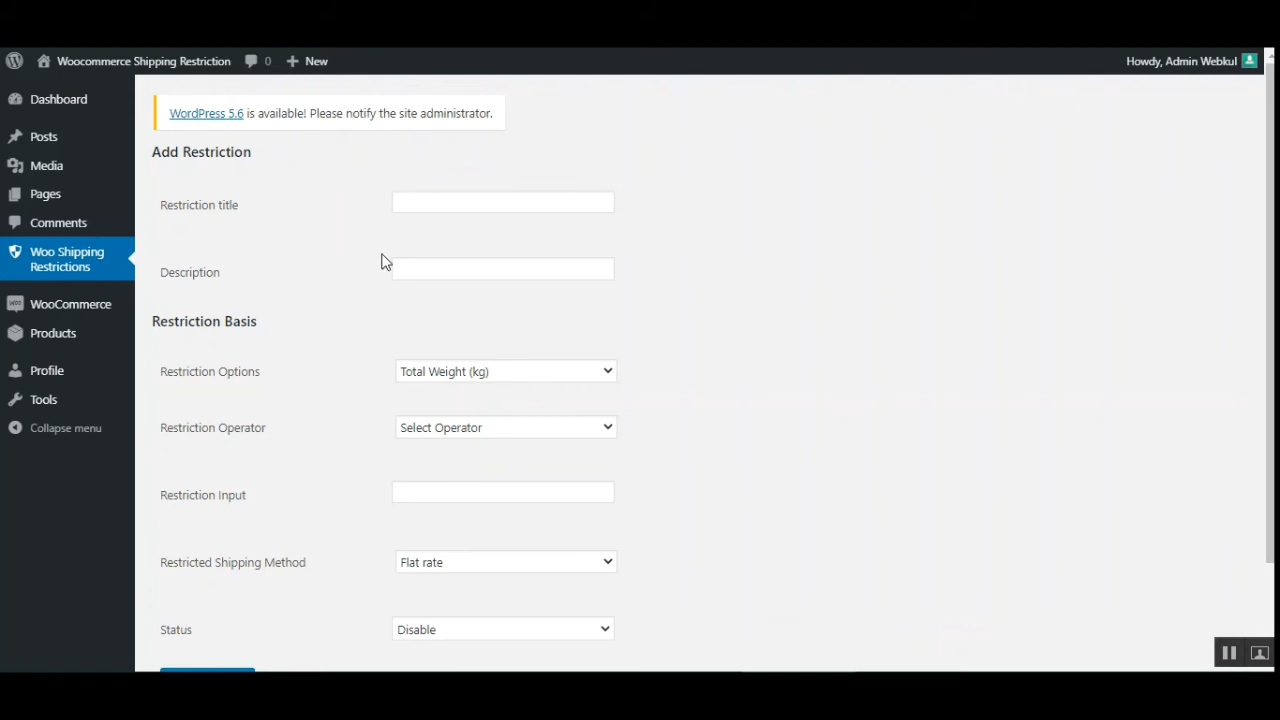 Woocommerce Shipping Restriction 0 New Howdy, Admin Webkul
Dashboard
Posts
Media
Pages
Comments
Woo Shipping
Restrictions
WooCommerce
Products
Profile
Tools
Collapse menu
WordPress 5.6 is available! Please notify the site administrator.
Add Restriction
Restriction title
Description
Restriction Basis
Restriction Options Total Weight (kg)
Restriction Operator Select Operator
Restriction Input
Restricted Shipping Method Flat rate
Status Disable